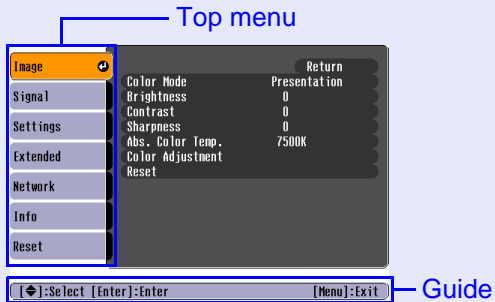 Top menu
Image
Signal
Settings
Extended
Network
Info
Reset
Return
Color Mode Presentation
Brightness 0
Contrast 0
Sharpness 0
Abs. Color Temp. 7500K
Color Adjustment
Reset
[◆]:Select [Enter]:Enter [Menu]:Exit
Guide